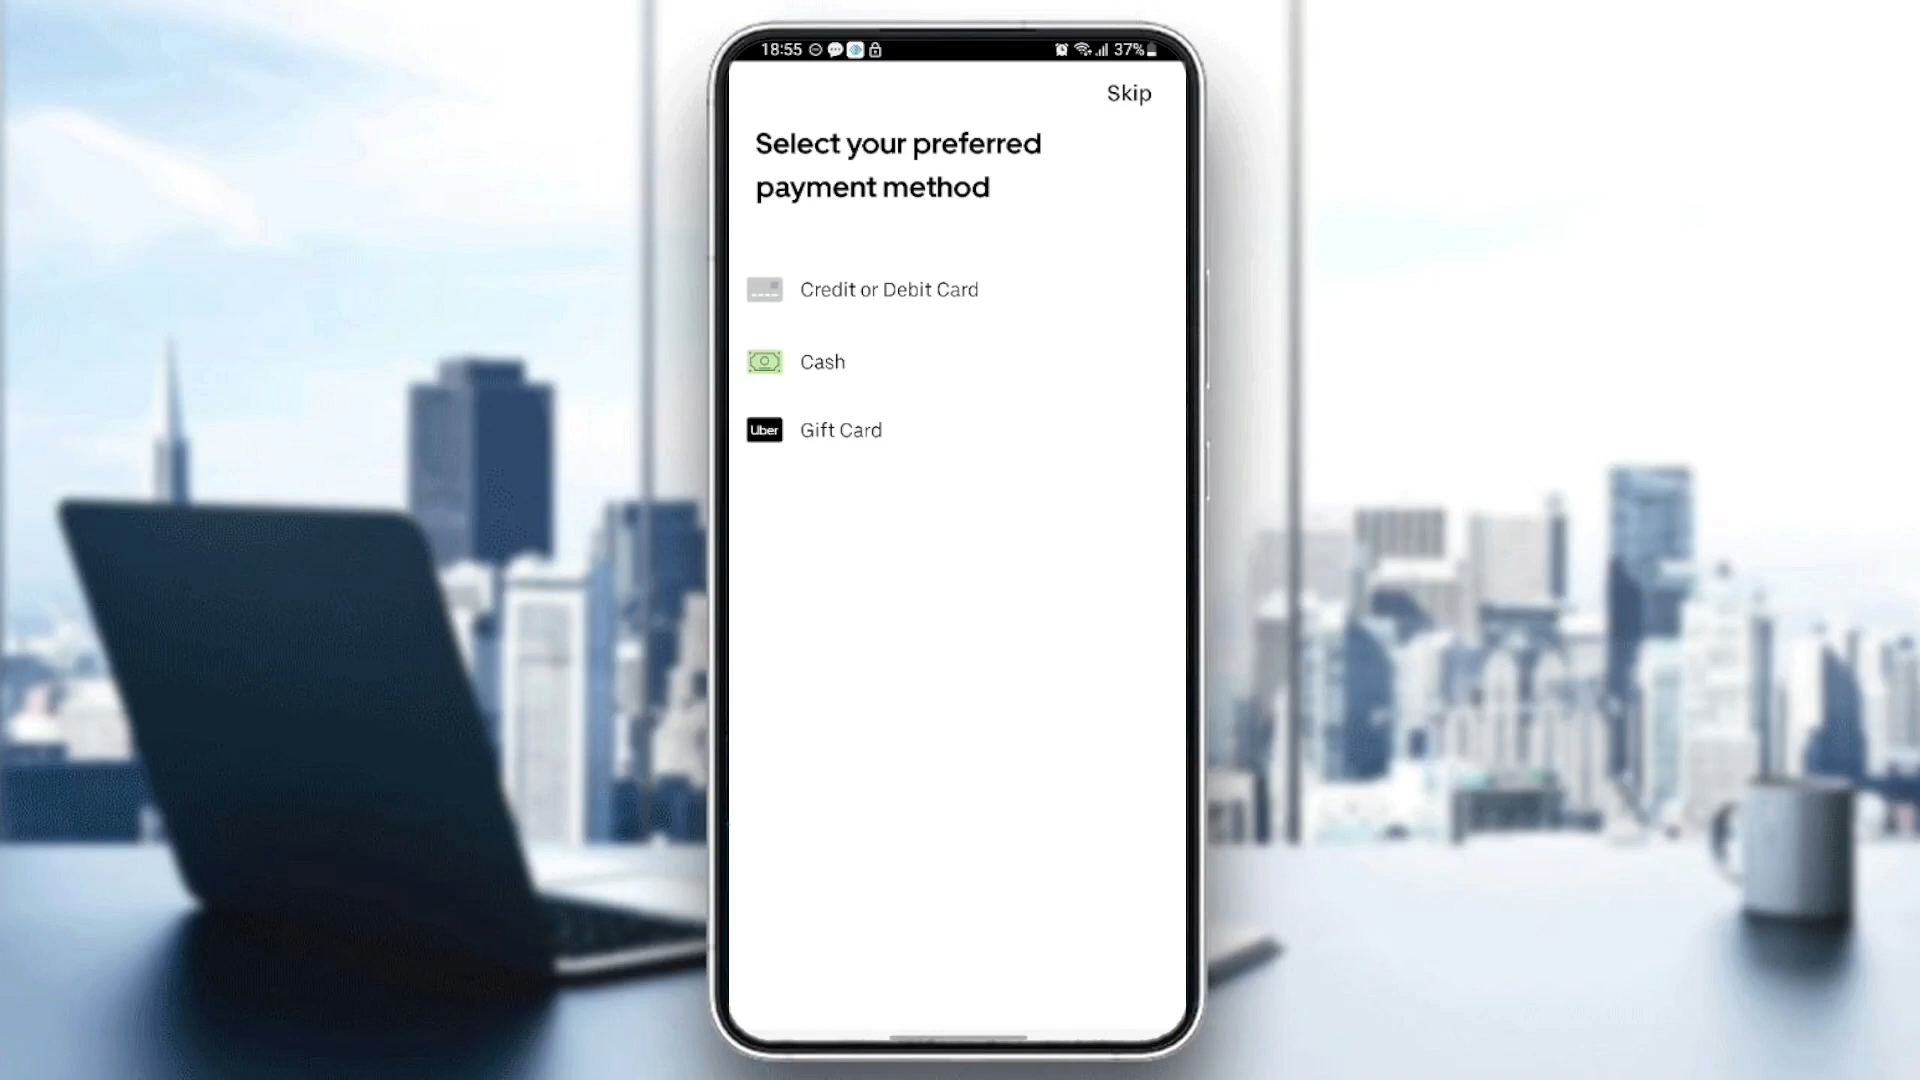 18:55
37%
Skip
Select your preferred
payment method
Credit or Debit Card
Cash
Uber
Gift Card